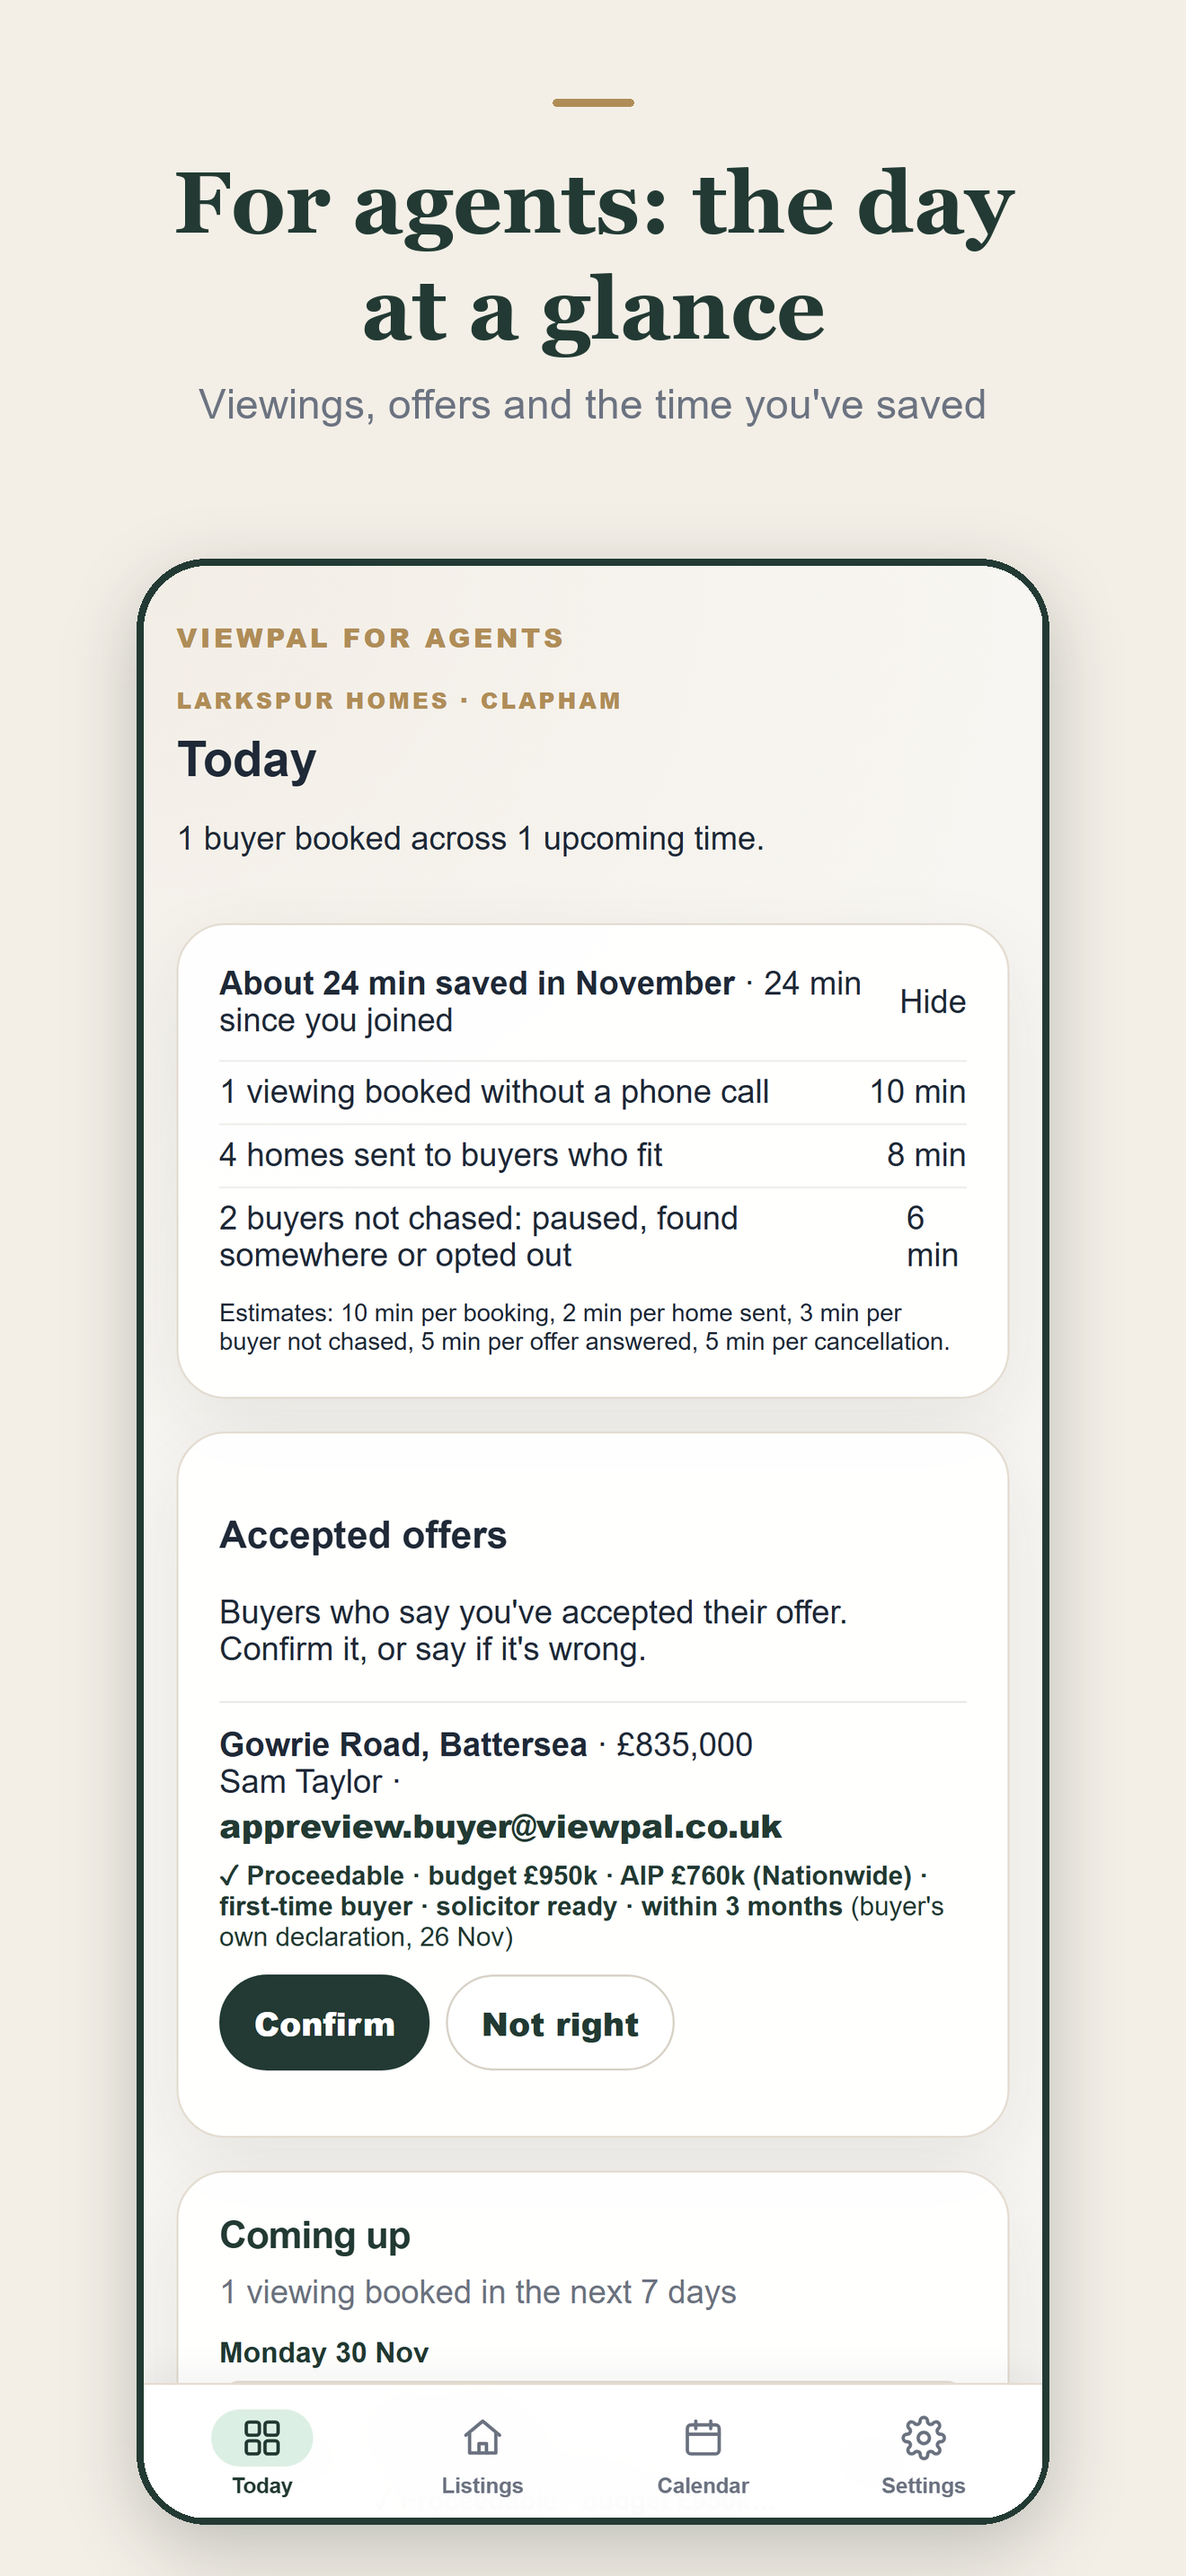 For agents: the day
at a glance
Viewings, offers and the time you've saved
VIEWPAL FOR AGENTS
LARKSPUR HOMES · CLAPHAM
Today
1 buyer booked across 1 upcoming time.
About 24 min saved in November · 24 min
since you joined
Hide
1 viewing booked without a phone call 10 min
4 homes sent to buyers who fit 8 min
2 buyers not chased: paused, found
somewhere or opted out
6
min
Estimates: 10 min per booking, 2 min per home sent, 3 min per
buyer not chased, 5 min per offer answered, 5 min per cancellation.
Accepted offers
Buyers who say you've accepted their offer.
Confirm it, or say if it's wrong.
Gowrie Road, Battersea · £835,000
Sam Taylor ·
appreview.buyer@viewpal.co.uk
✓ Proceedable · budget £950k · AIP £760k (Nationwide) ·
first-time buyer · solicitor ready · within 3 months (buyer's
own declaration, 26 Nov)
Confirm Not right
Coming up
1 viewing booked in the next 7 days
Monday 30 Nov
Today Listings Calendar Settings